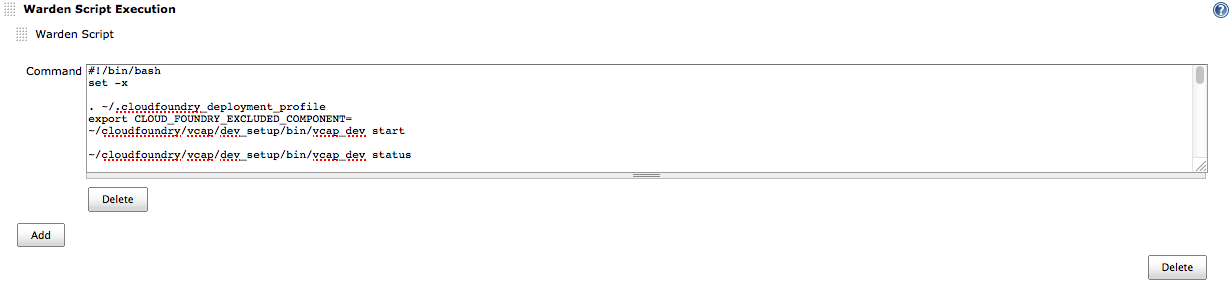 Warden Script Execution
?
Warden Script
Command
#!/bin/bash
set -x
. ~/.cloudfoundry_deployment_profile
export CLOUD_FOUNDRY_EXCLUDED_COMPONENT=
~/cloudfoundry/vcap/dev_setup/bin/vcap_dev start
~/cloudfoundry/vcap/dev_setup/bin/vcap_dev status
Delete
Add
Delete